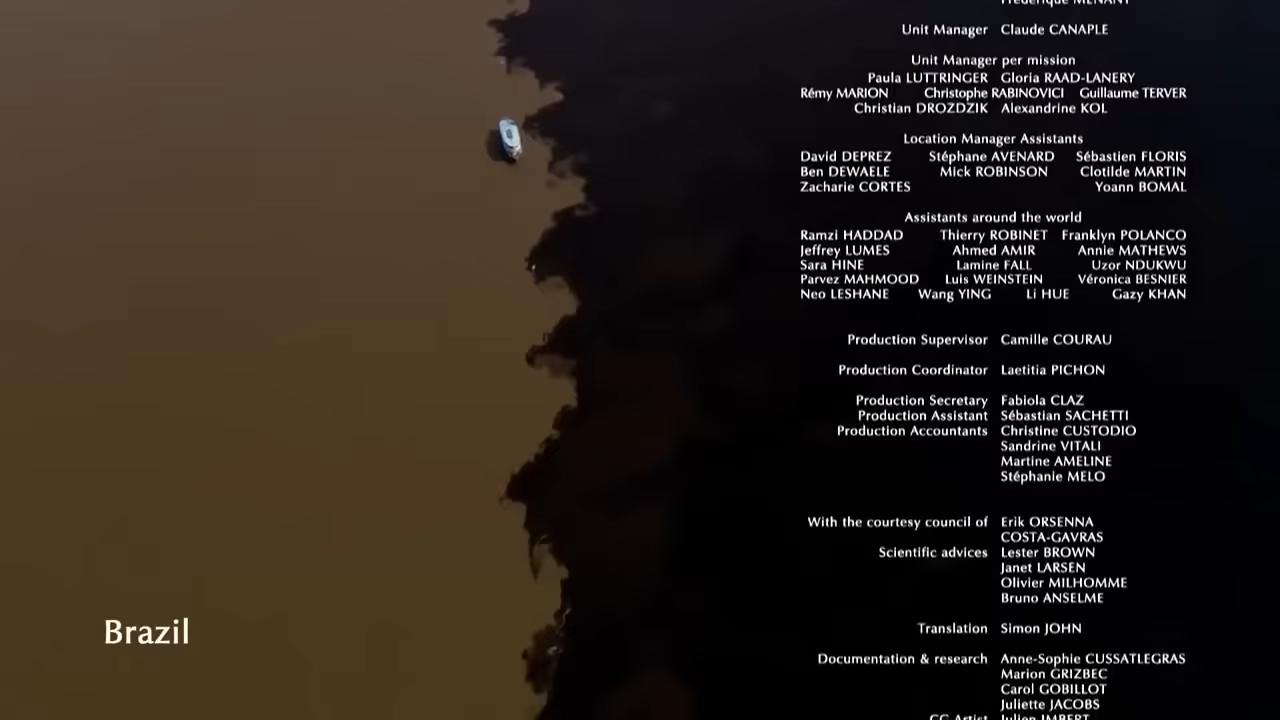 Frédérique MENANT
Unit Manager Claude CANAPLE
Unit Manager per mission
Paula LUTTRINGER Gloria RAAD-LANERY
Rémy MARION Christophe RABINOVICI Guillaume TERVER
Christian DROZDZIK Alexandrine KOL
Location Manager Assistants
David DEPREZ Stéphane AVENARD Sébastien FLORIS
Ben DEWAELE Mick ROBINSON Clotilde MARTIN
Zacharie CORTES Yoann BOMAL
Assistants around the world
Ramzi HADDAD Thierry ROBINET Franklyn POLANCO
Jeffrey LUMES Ahmed AMIR Annie MATHEWS
Sara HINE Lamine FALL Uzor NDUKWU
Parvez MAHMOOD Luis WEINSTEIN Véronica BESNIER
Neo LESHANE Wang YING Li HUE Gazy KHAN
Production Supervisor Camille COURAU
Production Coordinator Laetitia PICHON
Production Secretary Fabiola CLAZ
Production Assistant Sébastian SACHETTI
Production Accountants Christine CUSTODIO
Sandrine VITALI
Martine AMELINE
Stéphanie MELO
With the courtesy council of Erik ORSENNA
COSTA-GAVRAS
Scientific advices Lester BROWN
Janet LARSEN
Olivier MILHOMME
Bruno ANSELME
Translation Simon JOHN
Documentation & research Anne-Sophie CUSSATLEGRAS
Marion GRIZBEC
Carol GOBILLOT
Juliette JACOBS
CG Artist Julien IMBERT
Brazil